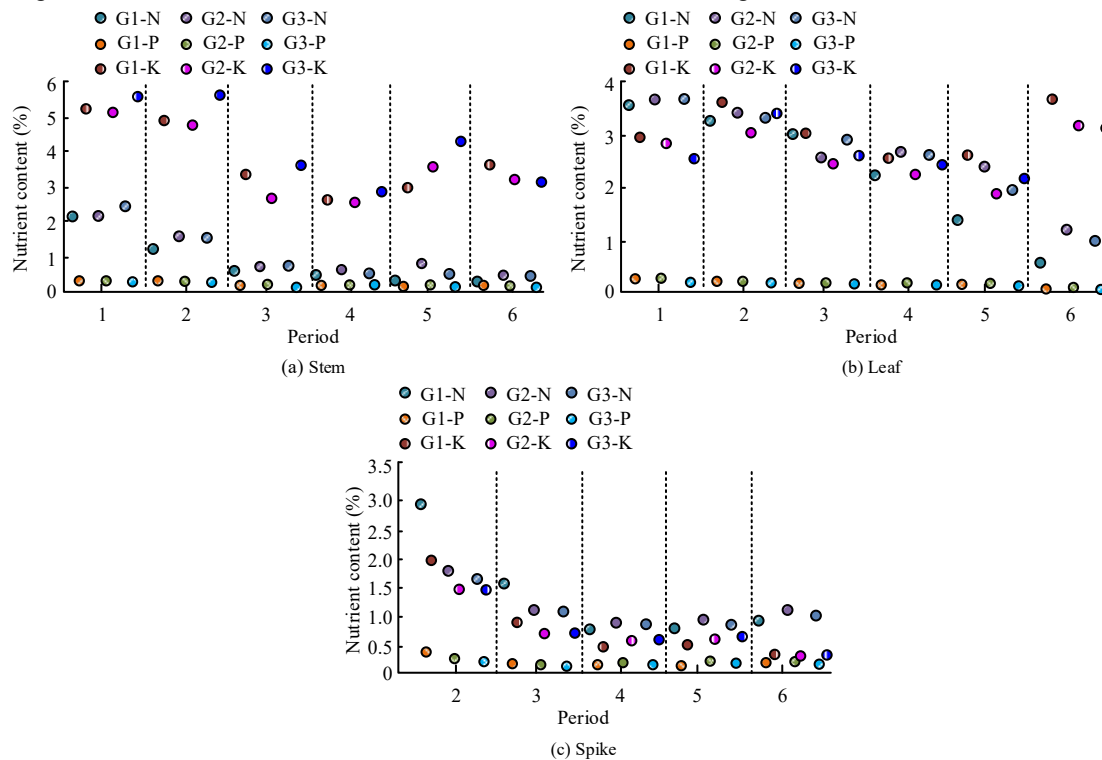 G1-N G2-N G3-N
G1-P G2-P G3-P
G1-K G2-K G3-K
Nutrient content (%)
6
5
4
3
2
1
0
1 2 3 4 5 6
Period
(a) Stem
G1-N G2-N G3-N
G1-P G2-P G3-P
G1-K G2-K G3-K
Nutrient content (%)
4
3
2
1
0
1 2 3 4 5 6
Period
(b) Leaf
G1-N G2-N G3-N
G1-P G2-P G3-P
G1-K G2-K G3-K
Nutrient content (%)
3.5
3.0
2.5
2.0
1.5
1.0
0.5
0
2 3 4 5 6
Period
(c) Spike